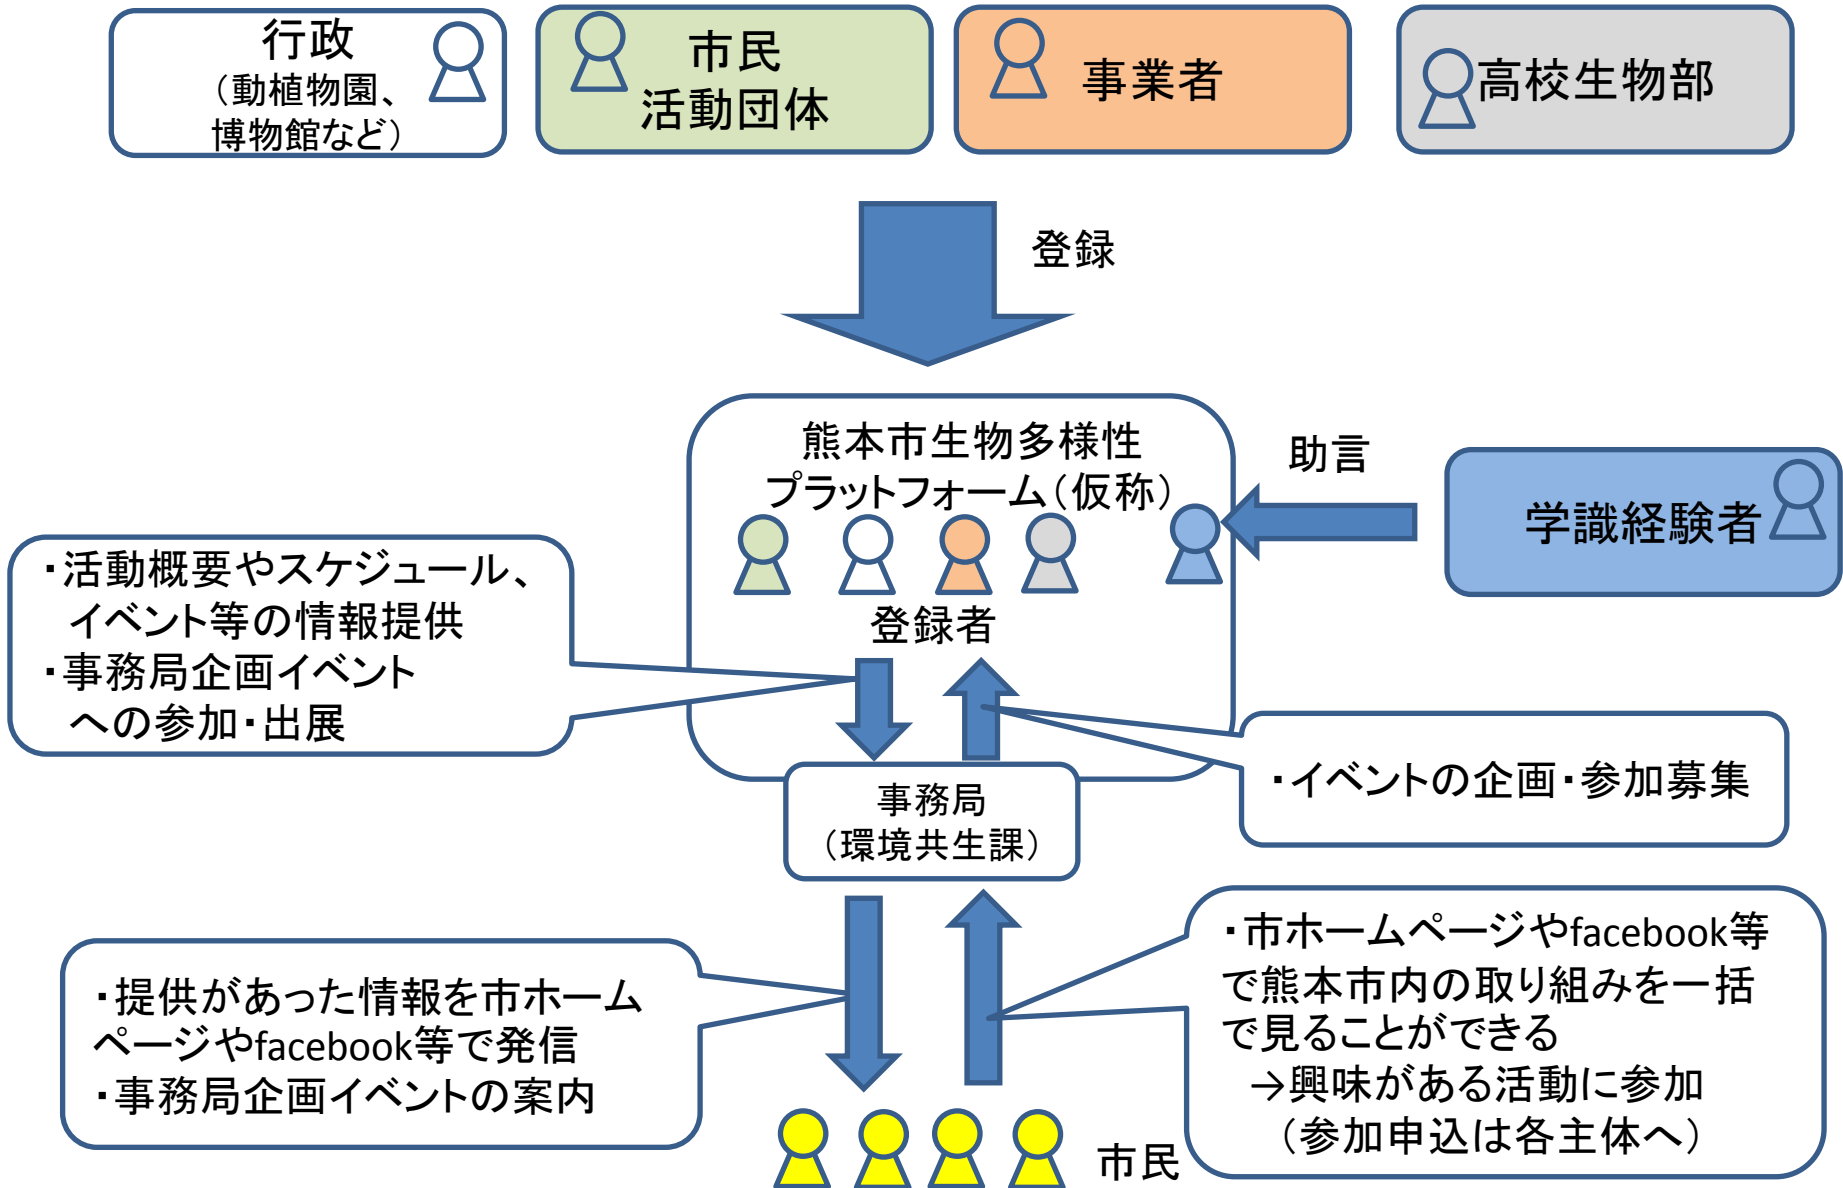 行政
（動植物園、
博物館など）
市民
活動団体
事業者
高校生物部
登録
熊本市生物多様性
プラットフォーム（仮称）
助言
学識経験者
登録者
・活動概要やスケジュール、
イベント等の情報提供
・事務局企画イベント
への参加・出展
・イベントの企画・参加募集
事務局
（環境共生課）
・提供があった情報を市ホーム
ページやfacebook等で発信
・事務局企画イベントの案内
・市ホームページやfacebook等
で熊本市内の取り組みを一括
で見ることができる
→興味がある活動に参加
（参加申込は各主体へ）
市民